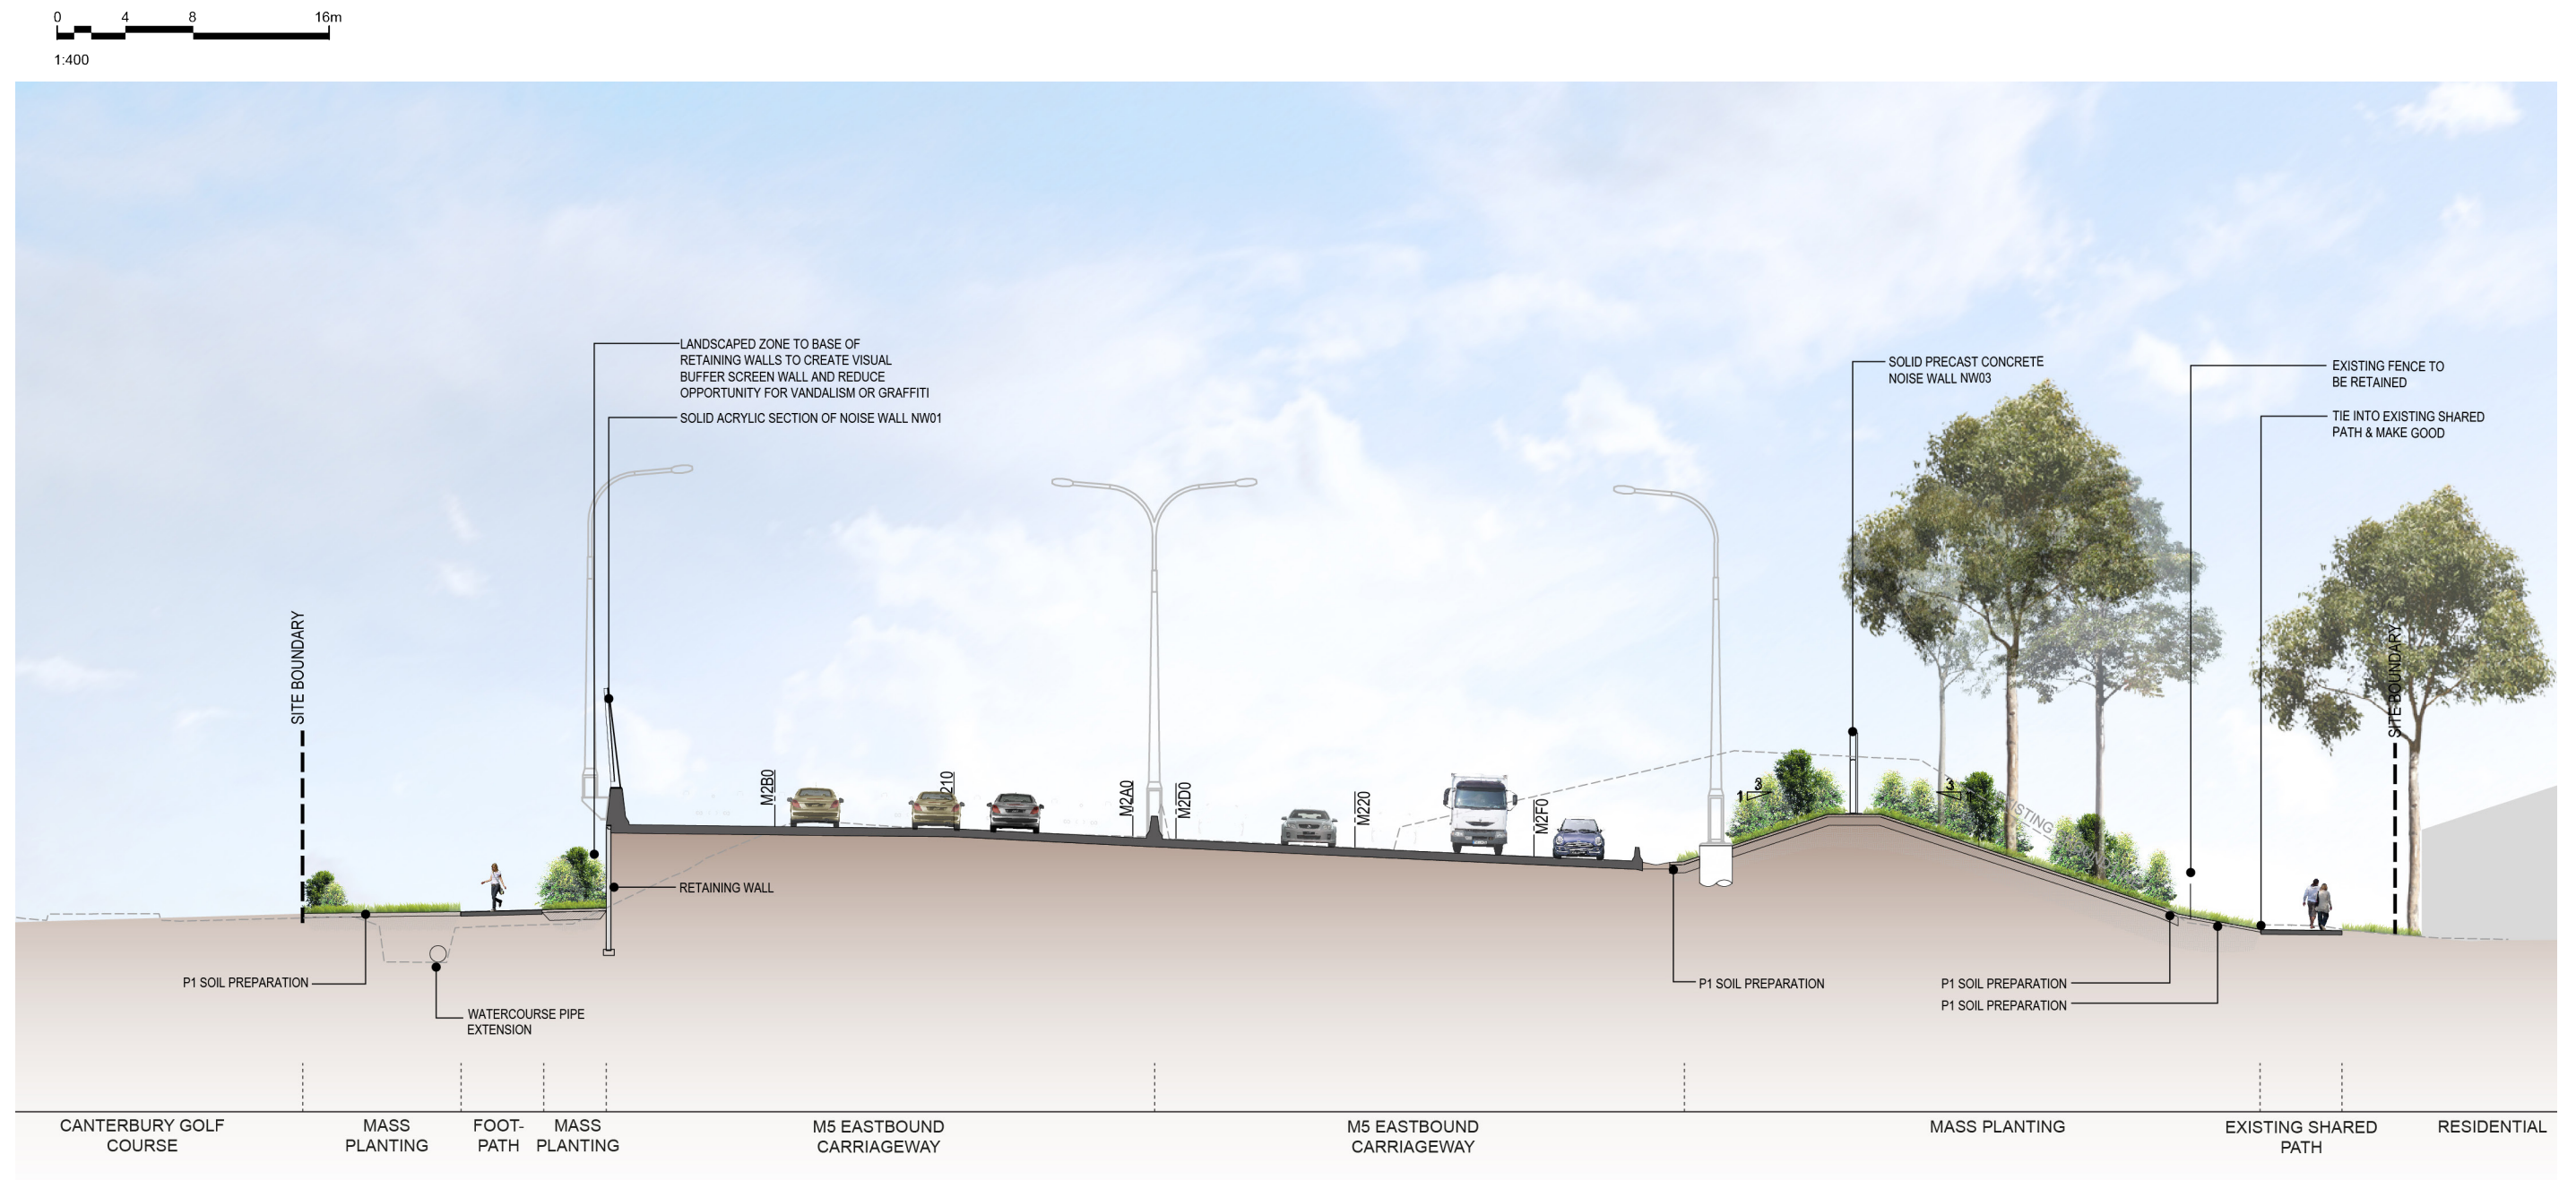 0 4 8 16m
1:400
LANDSCAPED ZONE TO BASE OF
RETAINING WALLS TO CREATE VISUAL
BUFFER SCREEN WALL AND REDUCE
OPPORTUNITY FOR VANDALISM OR GRAFFITI
SOLID ACRYLIC SECTION OF NOISE WALL NW01
SOLID PRECAST CONCRETE
NOISE WALL NW03
EXISTING FENCE TO
BE RETAINED
TIE INTO EXISTING SHARED
PATH & MAKE GOOD
SITE BOUNDARY
SITE BOUNDARY
M2B0
210
M2A0
M2D0
M220
M2F0
3
1
3
1
EXISTING
RETAINING WALL
P1 SOIL PREPARATION
WATERCOURSE PIPE
EXTENSION
P1 SOIL PREPARATION
P1 SOIL PREPARATION
P1 SOIL PREPARATION
CANTERBURY GOLF
COURSE
MASS
PLANTING
FOOT-
PATH
MASS
PLANTING
M5 EASTBOUND
CARRIAGEWAY
M5 EASTBOUND
CARRIAGEWAY
MASS PLANTING
EXISTING SHARED
PATH
RESIDENTIAL